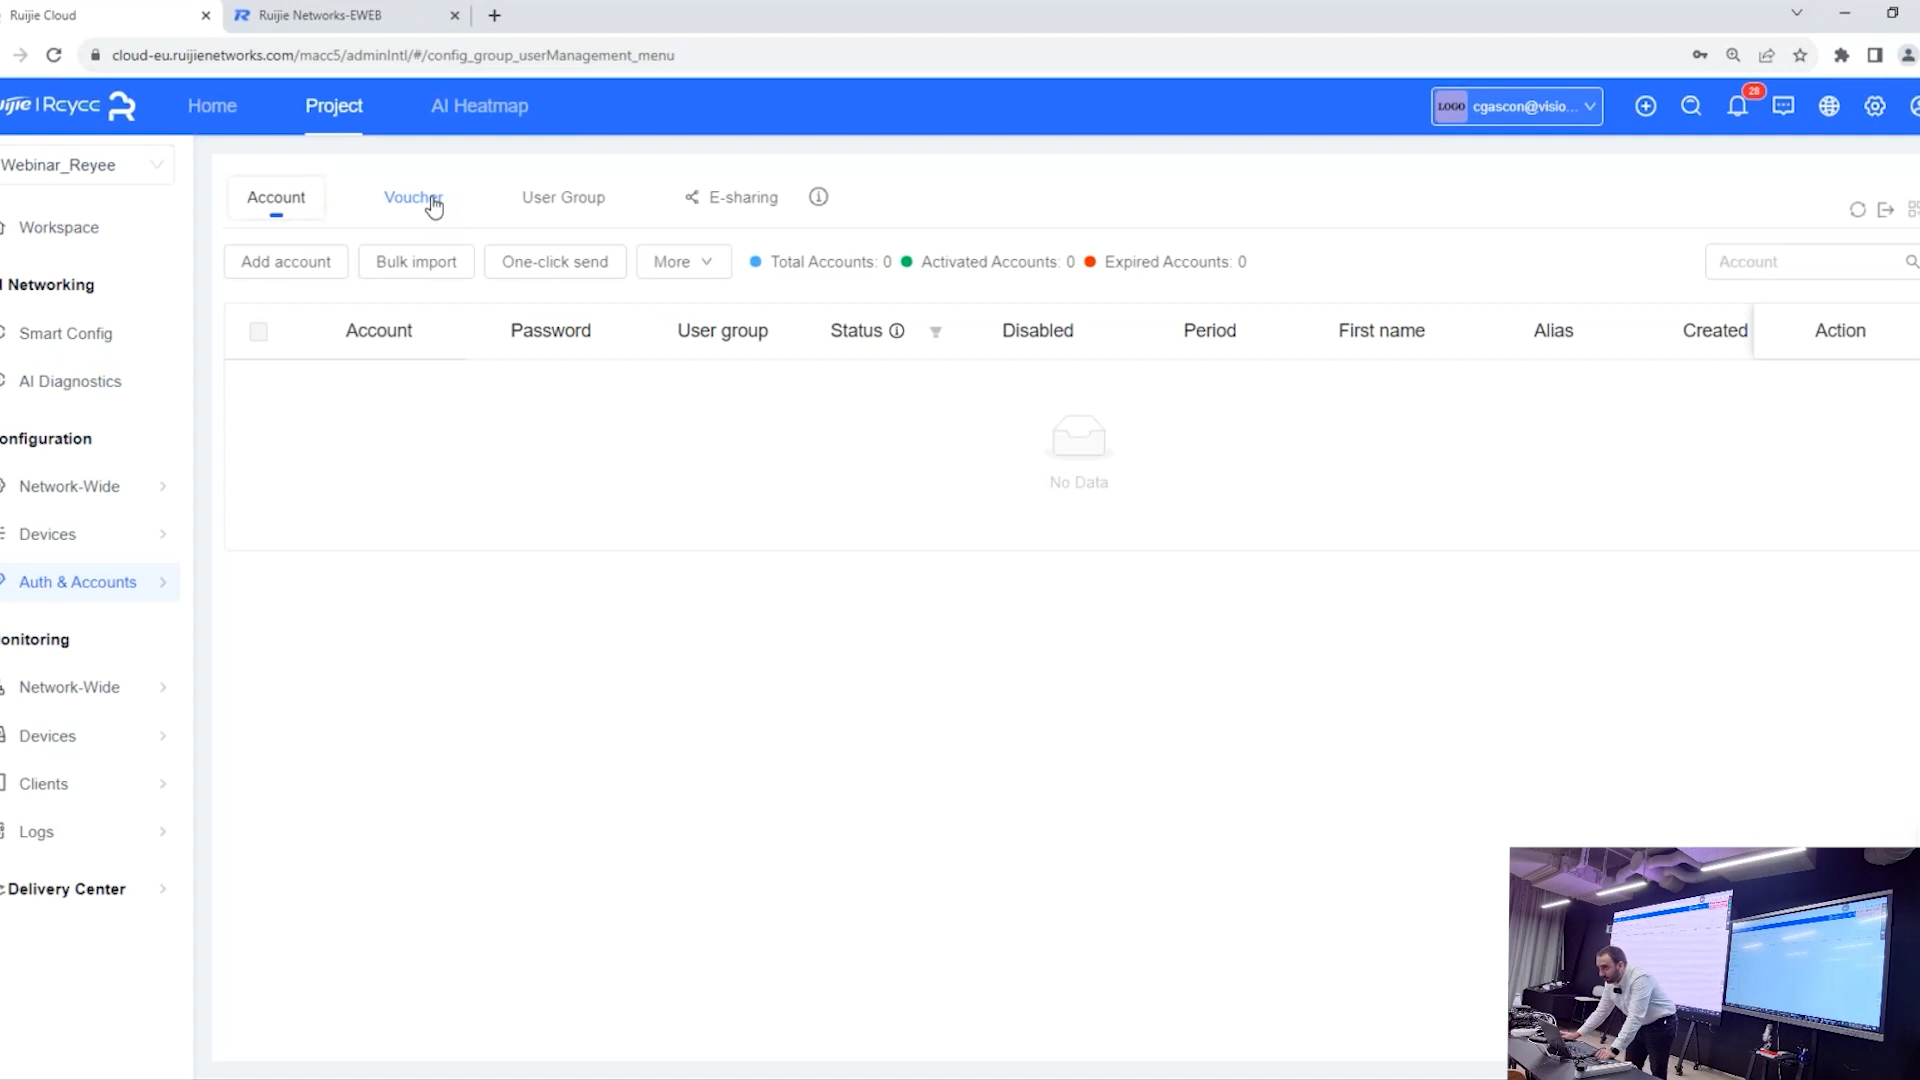 Ruijie Cloud
Ruijie Networks-EWEB
cloud-eu.ruijienetworks.com/macc5/adminIntl/#/config_group_userManagement_menu
uijie | Rcycc
Home
Project
AI Heatmap
LOGO
cgascon@visio...
28
Webinar_Reyee
Account
Voucher
User Group
E-sharing
Workspace
Add account
Bulk import
One-click send
More
Total Accounts: 0
Activated Accounts: 0
Expired Accounts: 0
Account
I Networking
Account
Password
User group
Status
Disabled
Period
First name
Alias
Created
Action
Smart Config
AI Diagnostics
onfiguration
No Data
Network-Wide
Devices
Auth & Accounts
onitoring
Network-Wide
Devices
Clients
Logs
Delivery Center